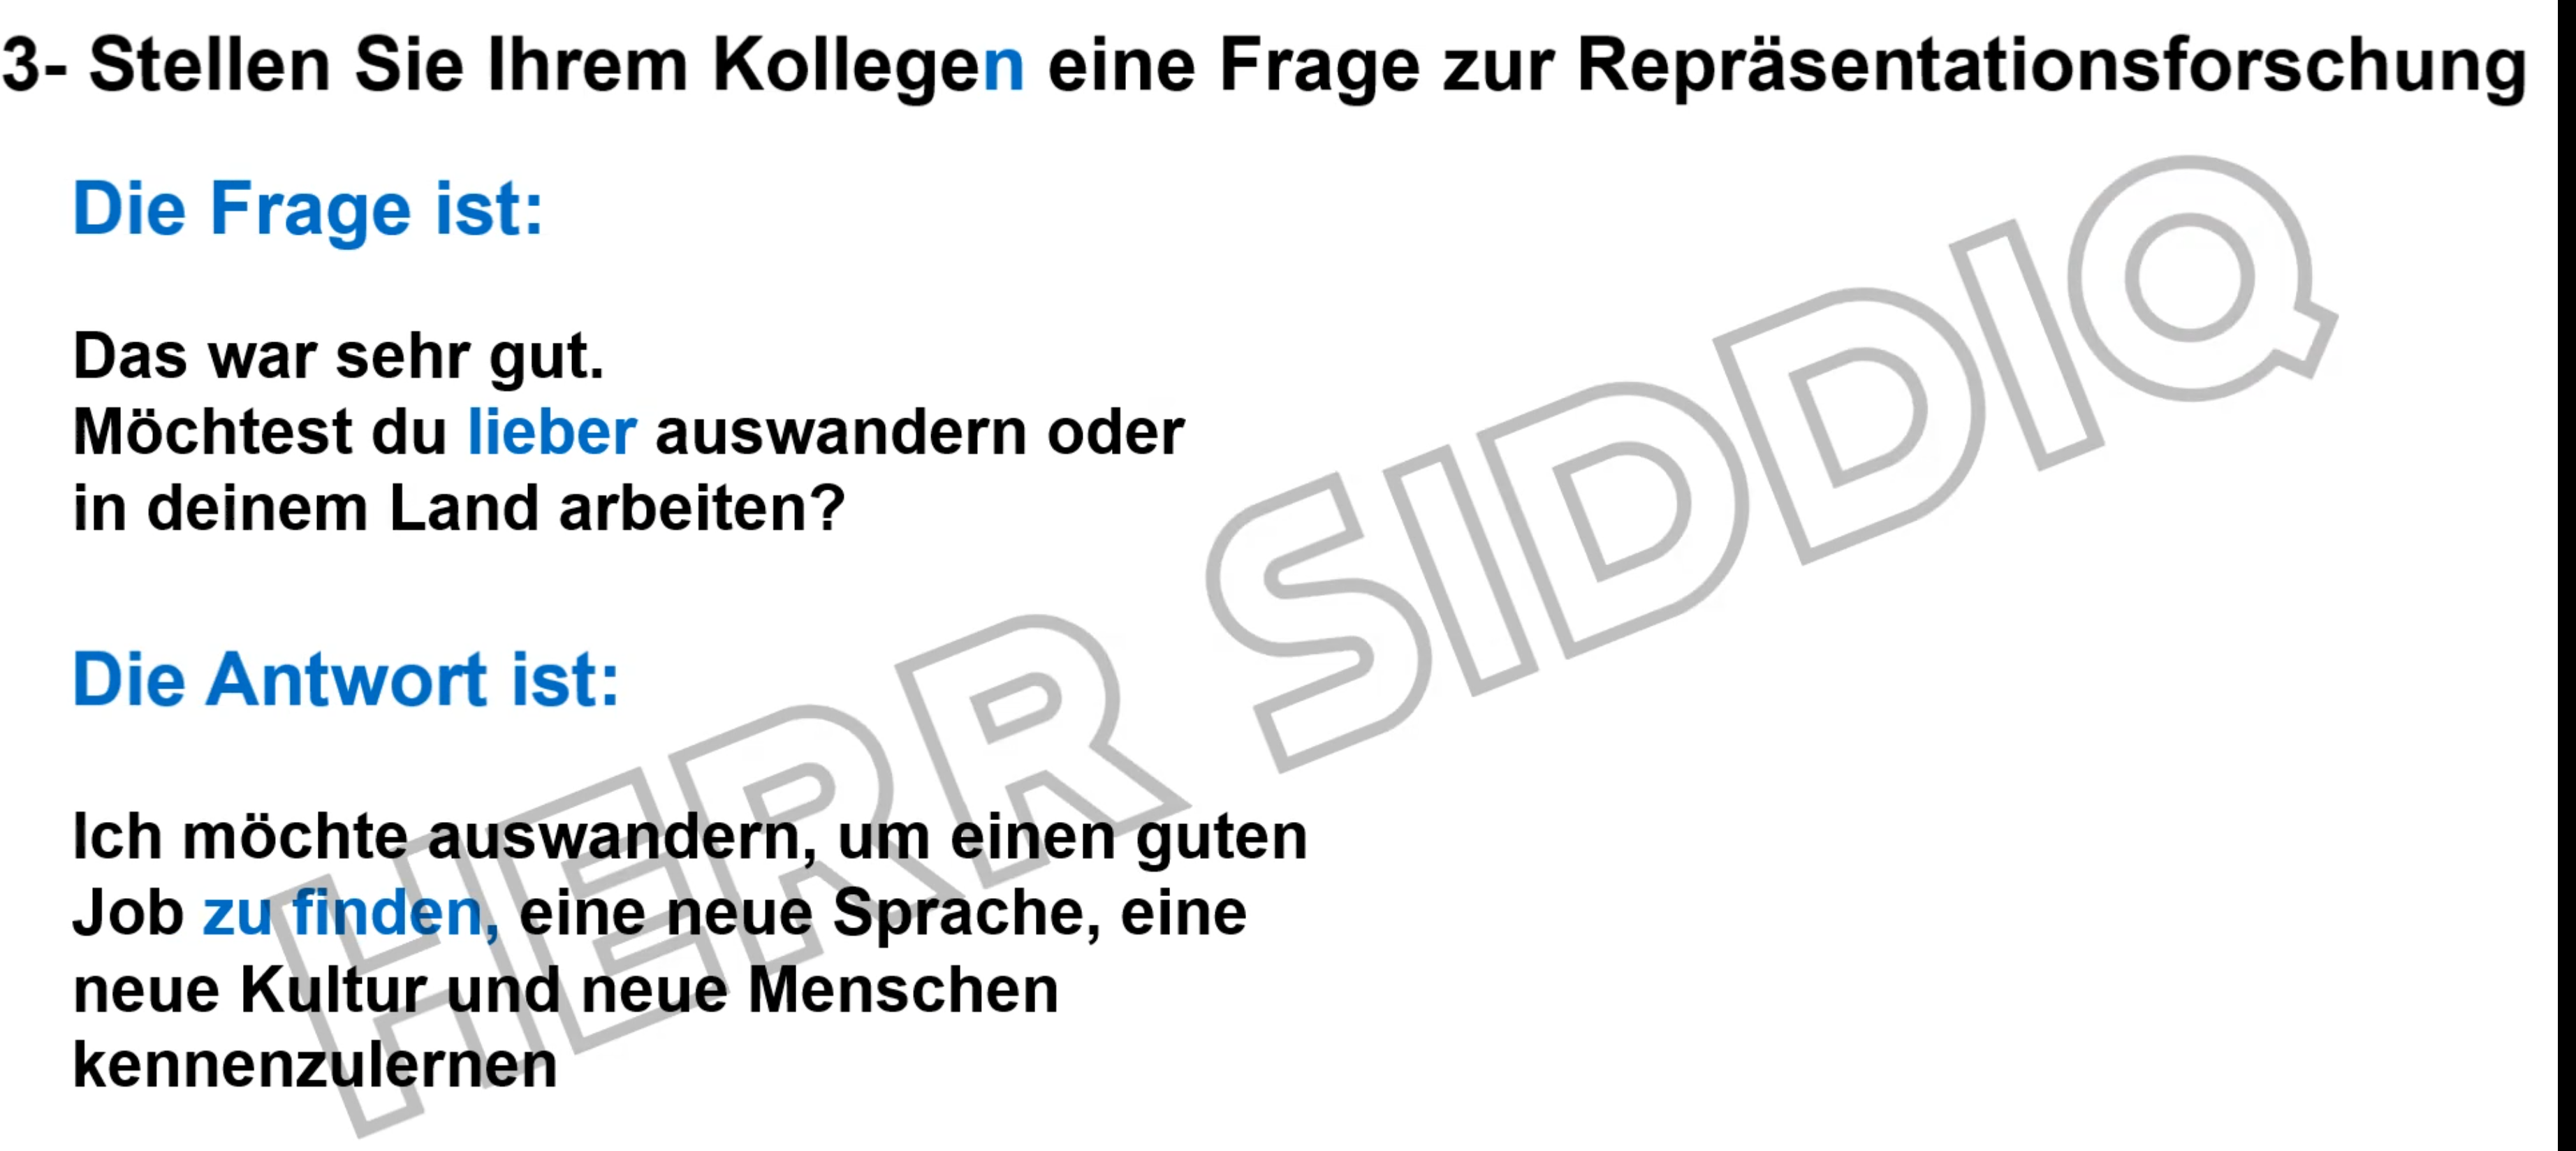 3- Stellen Sie Ihrem Kollegen eine Frage zur Repräsentationsforschung
Die Frage ist:
Das war sehr gut.
Möchtest du lieber auswandern oder
in deinem Land arbeiten?
Die Antwort ist:
Ich möchte auswandern, um einen guten
Job zu finden, eine neue Sprache, eine
neue Kultur und neue Menschen
kennenzulernen
HERR SIDDIQ